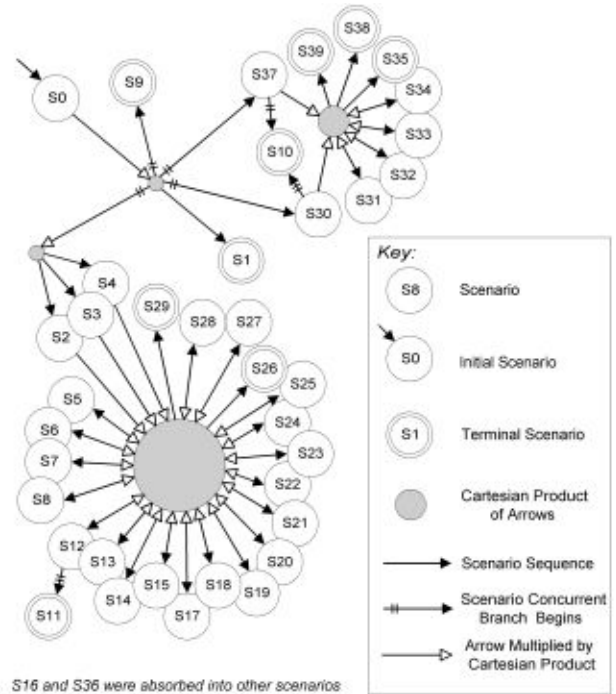 S38
S39
S35
S37
S34
S9
S0
S33
S10
S32
S31
S30
S1
S4
S3
S2
S29
S28
S27
S26
S25
S5
S24
S6
S23
S7
S22
S8
S21
S12
S20
S13
S19
S14
S15
S17
S18
S11
S16 and S36 were absorbed into other scenarios
Key:
S8
Scenario
S0
Initial Scenario
S1
Terminal Scenario
Cartesian Product
of Arrows
Scenario Sequence
Scenario Concurrent
Branch Begins
Arrow Multiplied by
Cartesian Product